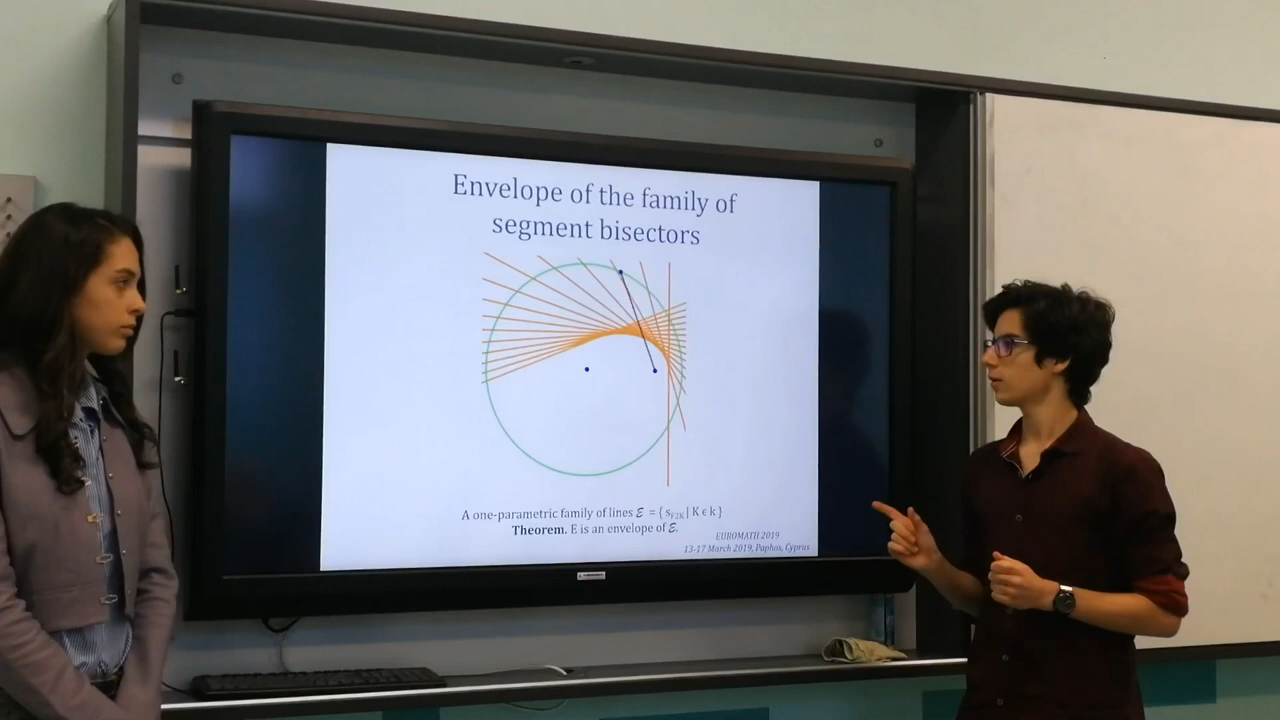 Envelope of the family of
segment bisectors
A one-parametric family of lines ℰ = { s_F2K | K ϵ k }
Theorem. E is an envelope of ℰ.
EUROMATH 2019
13-17 March 2019, Paphos, Cyprus